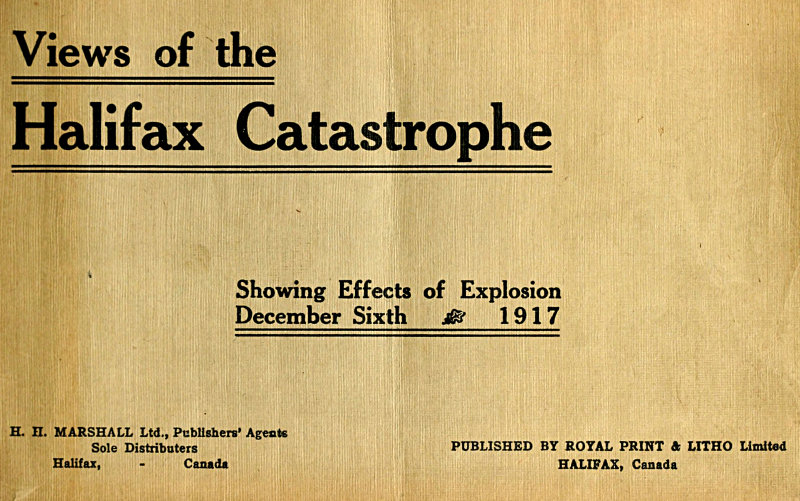 Views of the
Halifax Catastrophe
Showing Effects of Explosion
December Sixth 1917
H. H. MARSHALL Ltd., Publishers' Agents
Sole Distributers
Halifax, - Canada
PUBLISHED BY ROYAL PRINT & LITHO Limited
HALIFAX, Canada